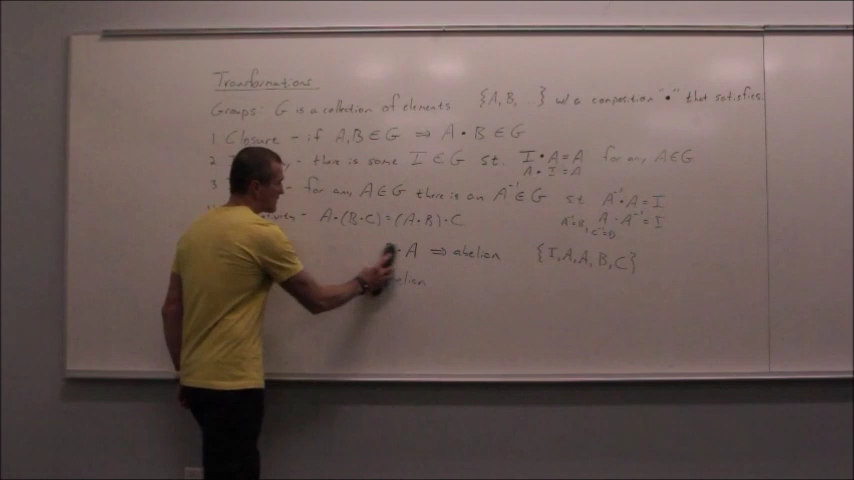 Tranformations
Groups: G is a collection of elements {A, B, ...} w/ a composition "•" that satisfies
1 Closure - if A, B ∈ G ⇒ A • B ∈ G
2 - there is some I ∈ G st. I • A = A for any A ∈ G
A • I = A
3 - for any A ∈ G there is an A⁻¹ ∈ G st A⁻¹ • A = I
A • (B • C) = (A • B) • C A • A⁻¹ = I
• A ⇒ abelian {I, A, A, B, C}